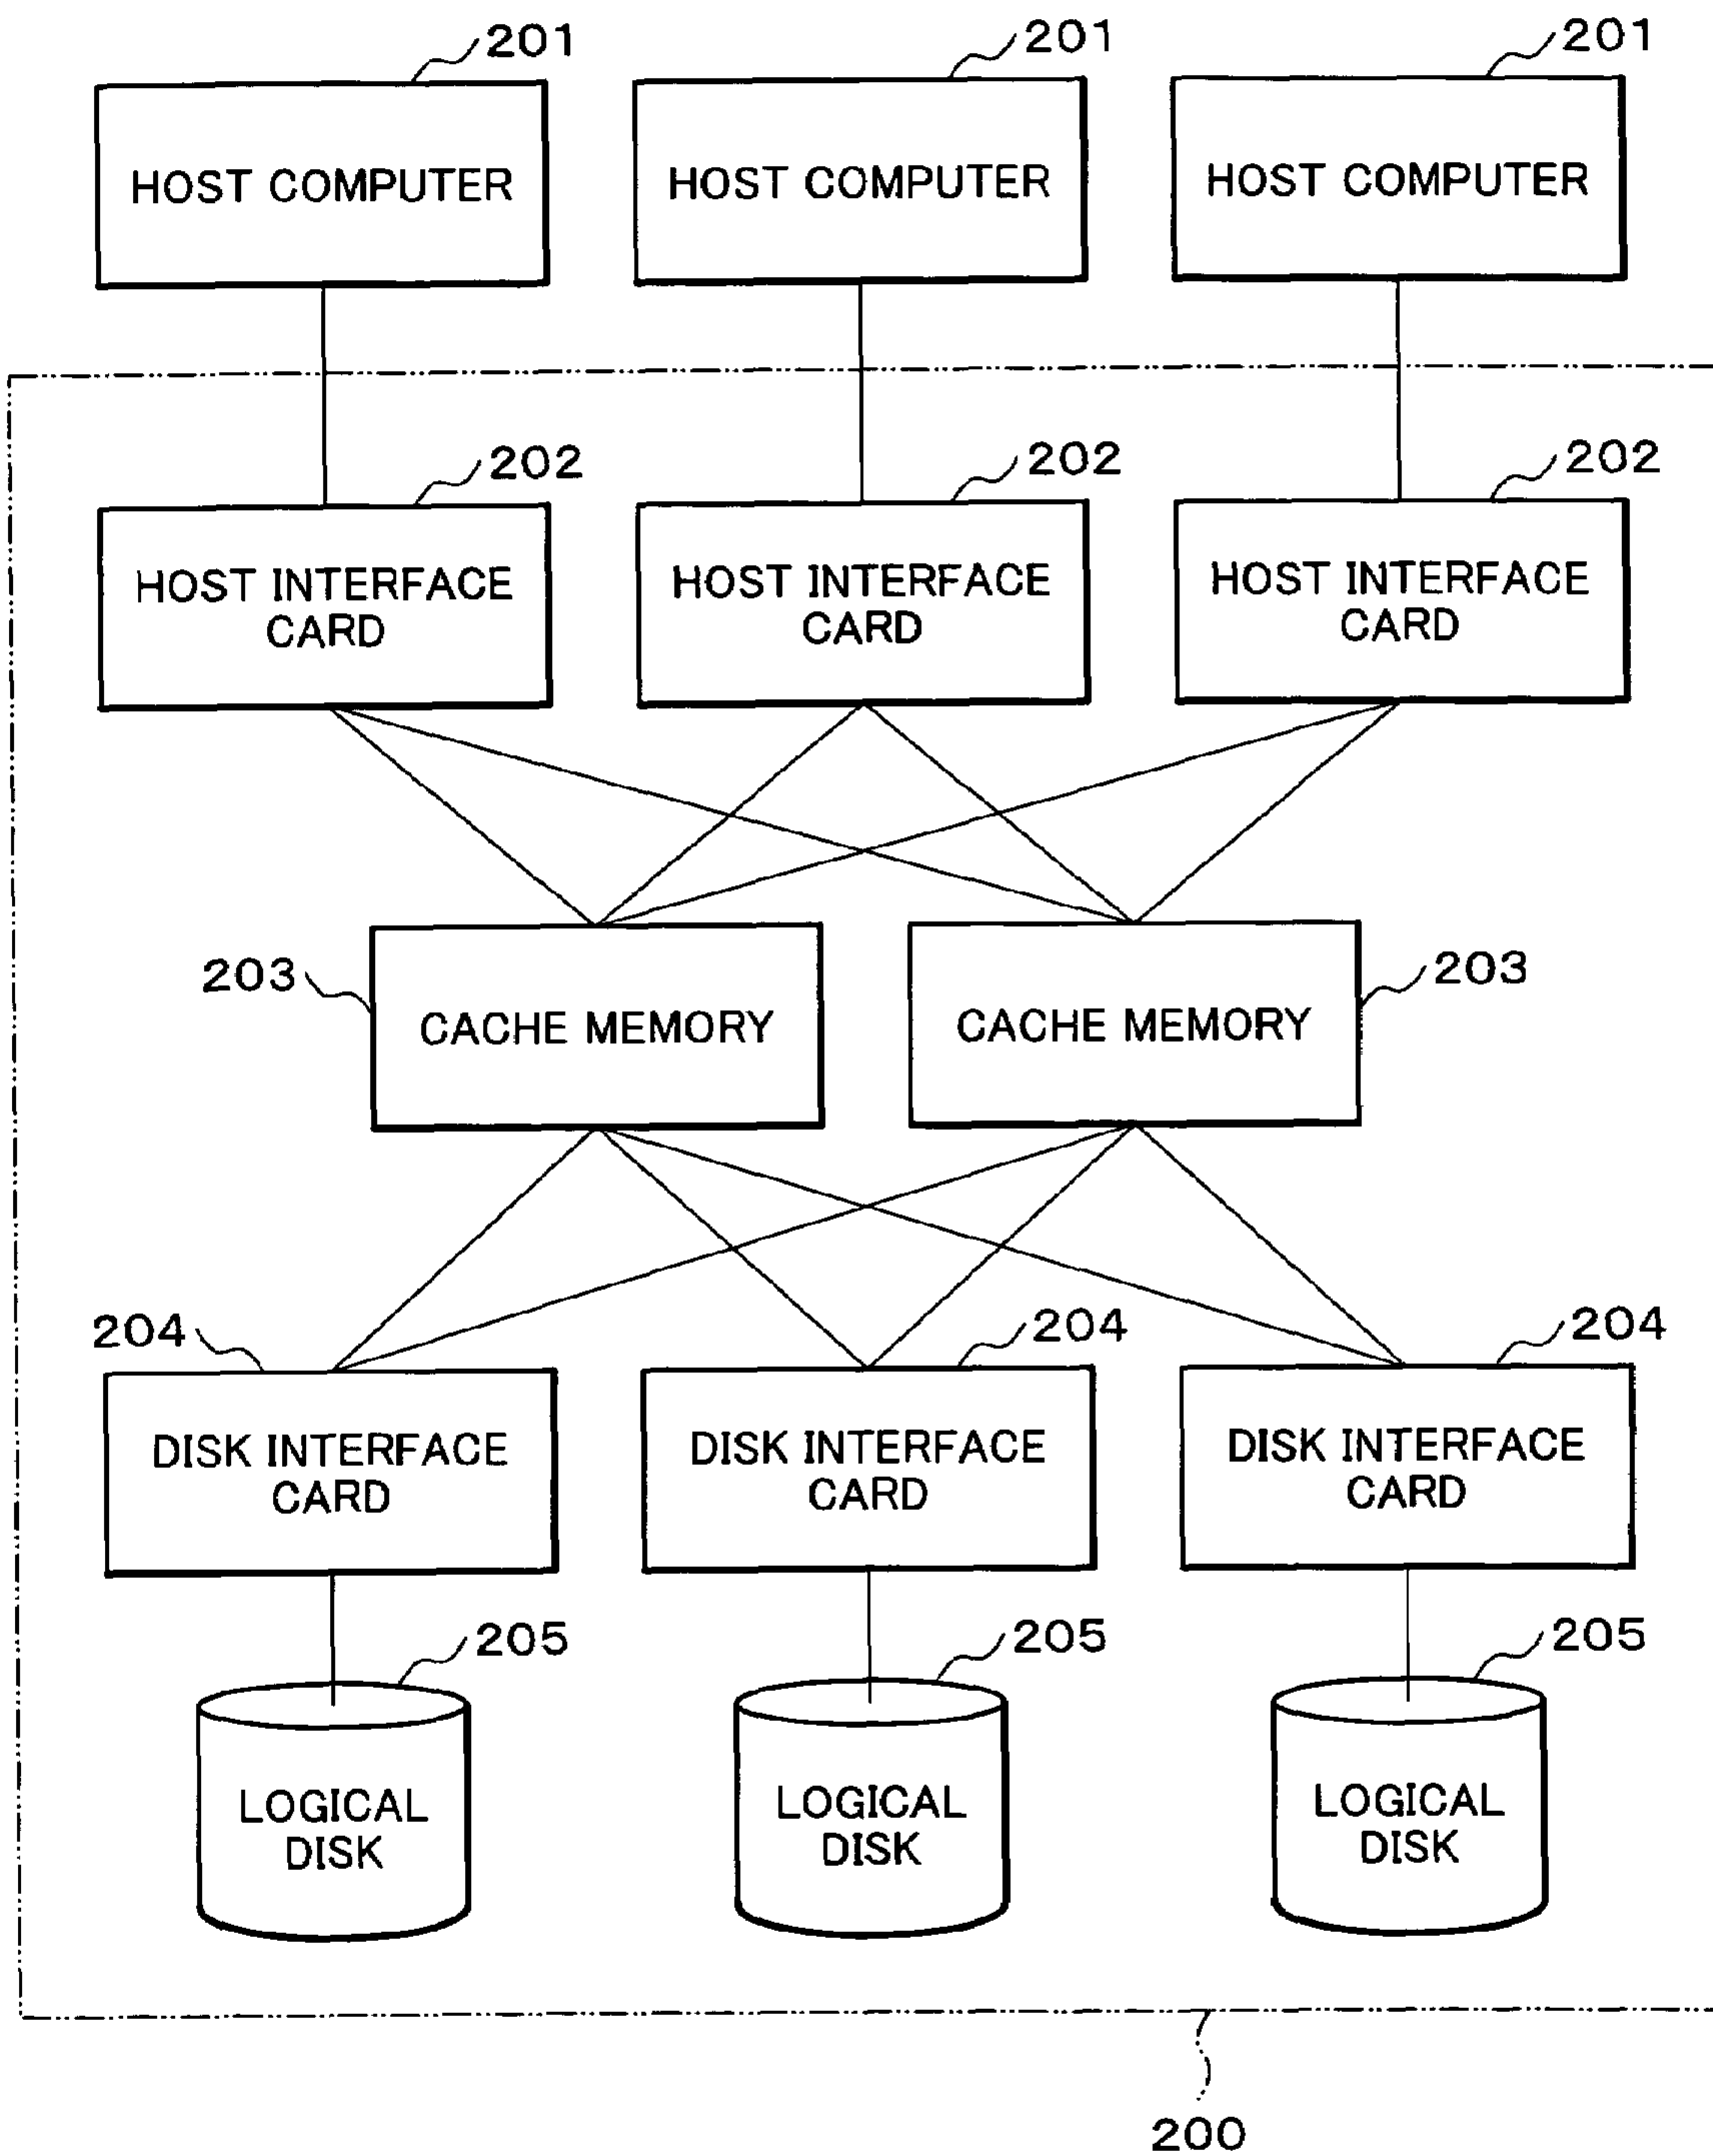 201
201
201
HOST COMPUTER
HOST COMPUTER
HOST COMPUTER
202
202
202
HOST INTERFACE
CARD
HOST INTERFACE
CARD
HOST INTERFACE
CARD
203
203
CACHE MEMORY
CACHE MEMORY
204
204
204
DISK INTERFACE
CARD
DISK INTERFACE
CARD
DISK INTERFACE
CARD
205
205
205
LOGICAL
DISK
LOGICAL
DISK
LOGICAL
DISK
200